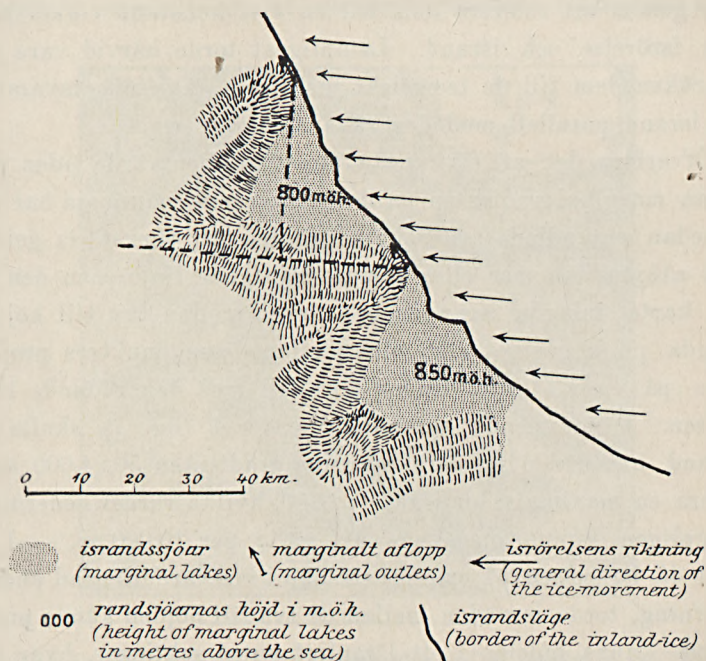 800 möh.
850 möh.
0 10 20 30 40 km.
israndssjöar
(marginal lakes)
marginalt aflopp
(marginal outlets)
isrörelsens riktning
(general direction of
the ice-movement)
000 randsjöarnas höjd i m.ö.h.
(height of marginal lakes
in metres above the sea)
israndsläge
(border of the inland-ice)